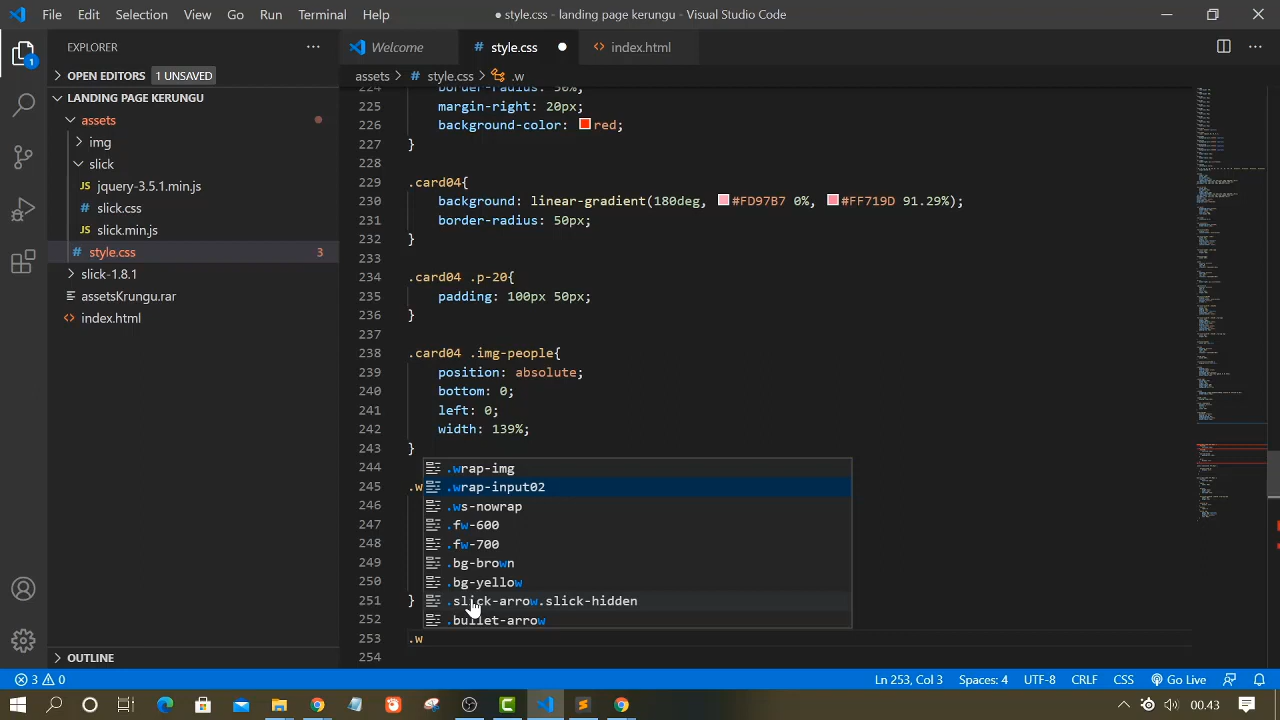 File Edit Selection View Go Run Terminal Help
● style.css - landing page kerungu - Visual Studio Code
EXPLORER
Welcome
# style.css
<> index.html
OPEN EDITORS 1 UNSAVED
assets > # style.css > .w
LANDING PAGE KERUNGU
assets
img
slick
JS jquery-3.5.1.min.js
# slick.css
JS slick.min.js
# style.css 3
slick-1.8.1
assetsKrungu.rar
<> index.html
OUTLINE
224 border-radius: 50%;
225 margin-right: 20px;
226 background-color: red;
227 }
228
229 .card04{
230 background: linear-gradient(180deg, #FD9D9D 0%, #FF719D 91.
231 border-radius: 50px;
232 }
233
234 .card04
235 padding: 100px 50px;
236 }
237
238 .card04 .img-people{
239 position: absolute;
240 bottom: 0;
241 left: 0;
242 width: 113%;
243 }
244 .wrap-img
245 .w .wrap-input02
246 .ws-nowrp
247 .fw-600
248 .fw-700
249 .bg-brown
250 .bg-yellow
251 } .slick-arrow.slick-hidden
252 .bullet-arrow
253 .w
254
3 0
Ln 253, Col 3 Spaces: 4 UTF-8 CRLF CSS Go Live
00.43